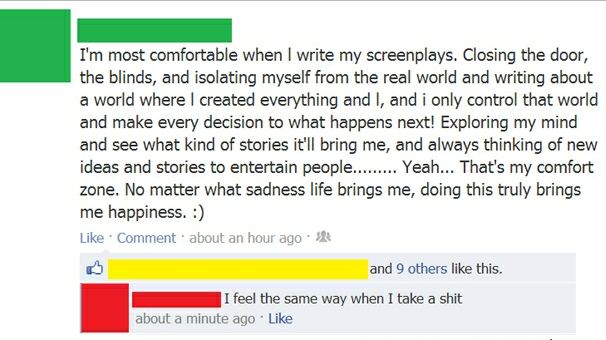 I'm most comfortable when I write my screenplays. Closing the door,
the blinds, and isolating myself from the real world and writing about
a world where I created everything and I, and i only control that world
and make every decision to what happens next! Exploring my mind
and see what kind of stories it'll bring me, and always thinking of new
ideas and stories to entertain people......... Yeah... That's my comfort
zone. No matter what sadness life brings me, doing this truly brings
me happiness. :)
Like · Comment · about an hour ago ·
and 9 others like this.
I feel the same way when I take a shit
about a minute ago · Like